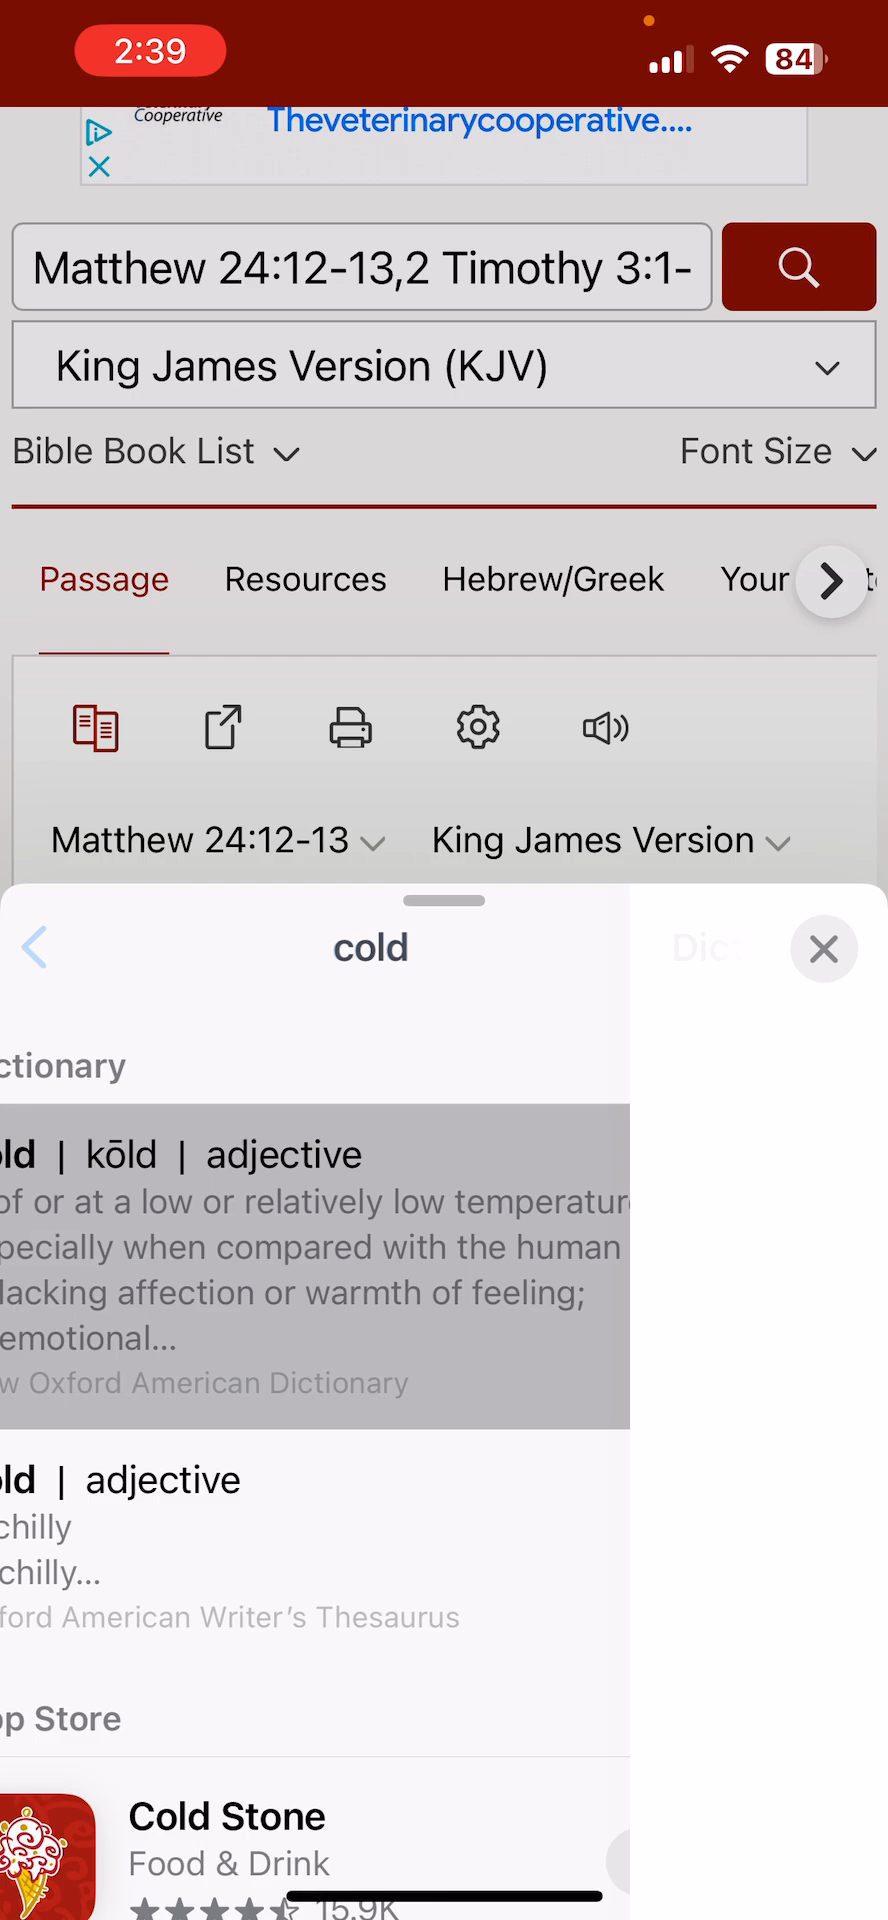 2:39
84
Cooperative
Theveterinarycooperative....
Matthew 24:12-13,2 Timothy 3:1-
King James Version (KJV)
Bible Book List
Font Size
Passage Resources Hebrew/Greek Your
Matthew 24:12-13 King James Version
cold
Dict
ctionary
old | kōld | adjective
of or at a low or relatively low temperatur
pecially when compared with the human
lacking affection or warmth of feeling;
emotional...
w Oxford American Dictionary
old | adjective
chilly
chilly...
ford American Writer's Thesaurus
pp Store
Cold Stone
Food & Drink
15.9K